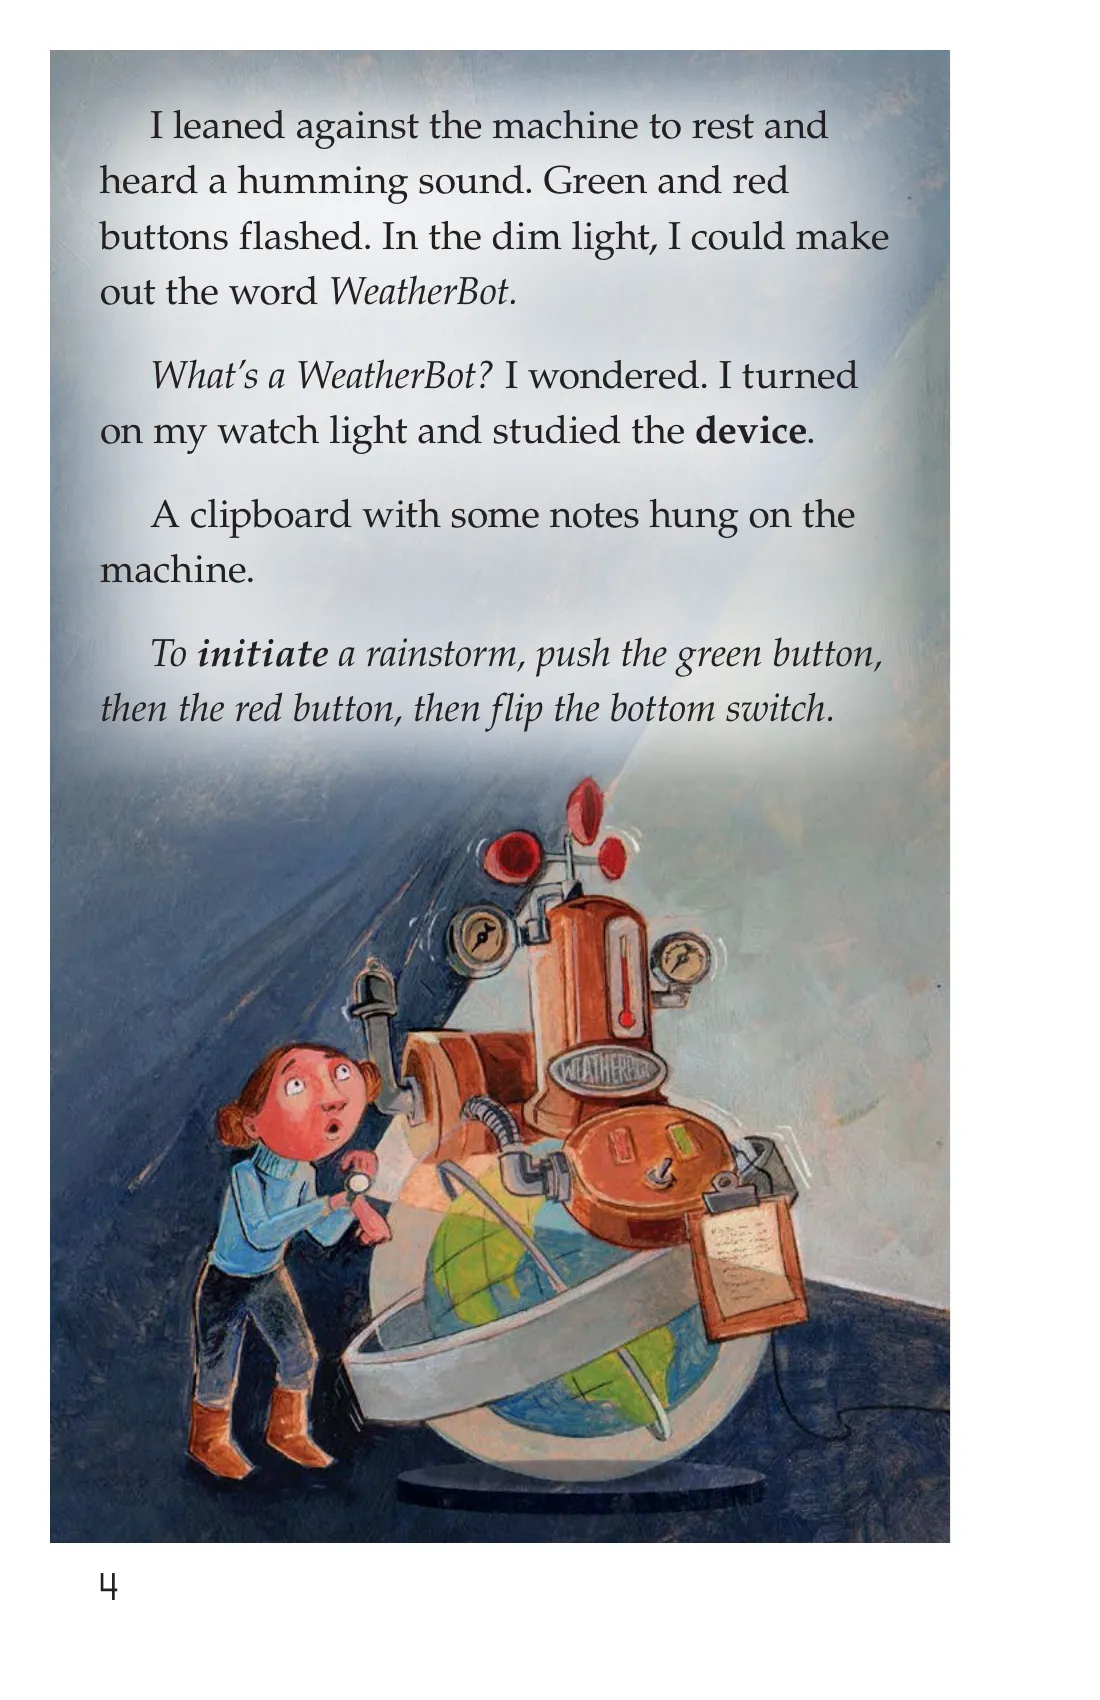 I leaned against the machine to rest and
heard a humming sound. Green and red
buttons flashed. In the dim light, I could make
out the word WeatherBot.
What’s a WeatherBot? I wondered. I turned
on my watch light and studied the device.
A clipboard with some notes hung on the
machine.
To initiate a rainstorm, push the green button,
then the red button, then flip the bottom switch.
WEATHERBOT
4